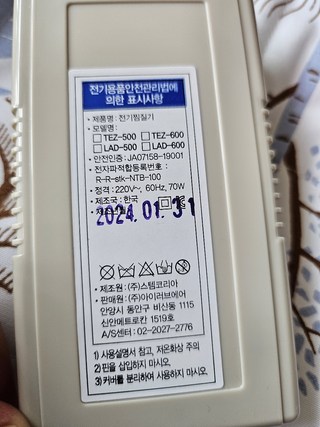 전기용품안전관리법에
의한 표시사항
• 제품명 : 전기찜질기
• 모델명 :
□ TEZ-500 □ TEZ-600
□ LAD-500 □ LAD-600
• 안전인증 : JA07158-19001
• 전자파적합등록번호 :
R-R-stk-NTB-100
• 정격 : 220V~, 60Hz, 70W
• 제조국 : 한국
• 제조년월
2024.01.31
• 제조원 : (주)스템코리아
• 판매원 : (주)아이러브에어
안양시 동안구 비산동 1115
신안메트로칸 1519호
A/S센터 : 02-2027-2776
1) 사용설명서 참고, 저온화상 주의
2) 핀을 삽입하지 마시오.
3) 커버를 분리하여 사용하지 마시오.